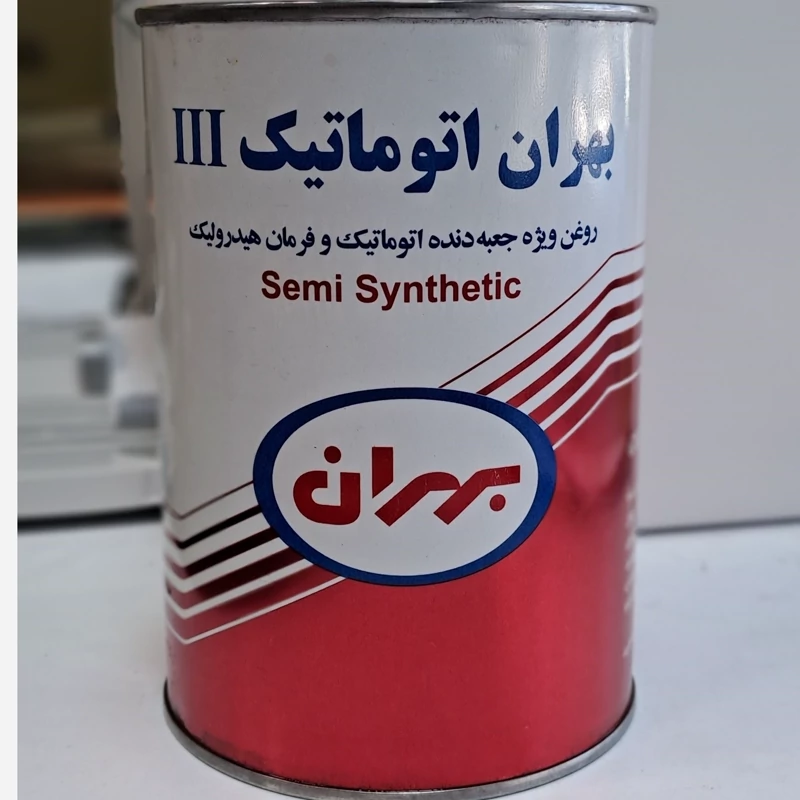 بهران اتوماتیک III
روغن ویژه جعبه دنده اتوماتیک و فرمان هیدرولیک
Semi Synthetic
بهران